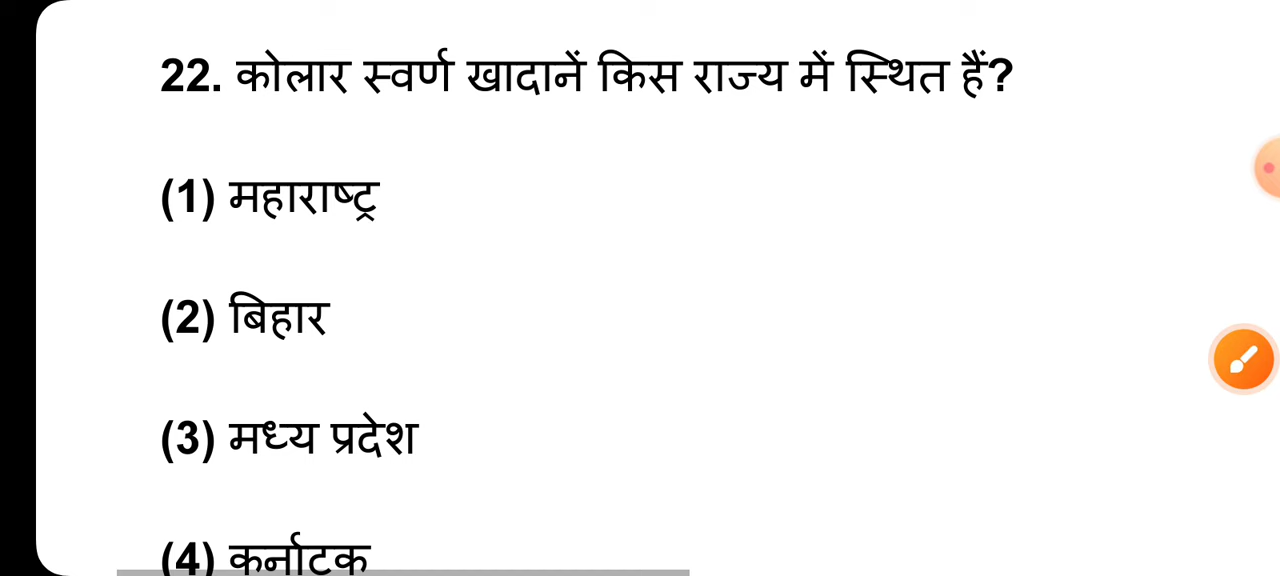 22. कोलार स्वर्ण खादानें किस राज्य में स्थित हैं?
(1) महाराष्ट्र
(2) बिहार
(3) मध्य प्रदेश
(4) कर्नाटक